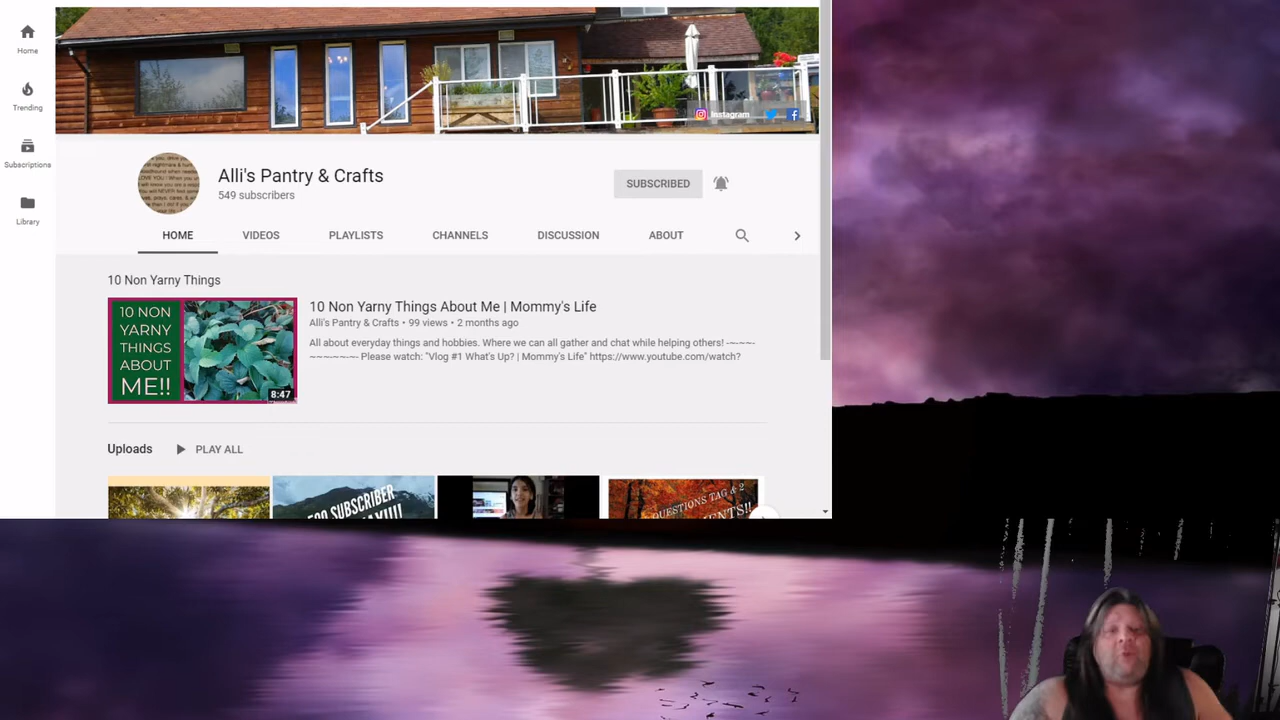 Home
Trending
Subscriptions
Library
Instagram
Alli's Pantry & Crafts
549 subscribers
SUBSCRIBED
HOME
VIDEOS
PLAYLISTS
CHANNELS
DISCUSSION
ABOUT
10 Non Yarny Things
10 NON
YARNY
THINGS
ABOUT
ME!!
8:47
10 Non Yarny Things About Me | Mommy's Life
Alli's Pantry & Crafts • 99 views • 2 months ago
All about everyday things and hobbies. Where we can all gather and chat while helping others! -~-~~-
~~~-~~-~- Please watch: "Vlog #1 What's Up? | Mommy's Life" https://www.youtube.com/watch?
Uploads
PLAY ALL
500 SUBSCRIBER
QUESTIONS TAG & 2